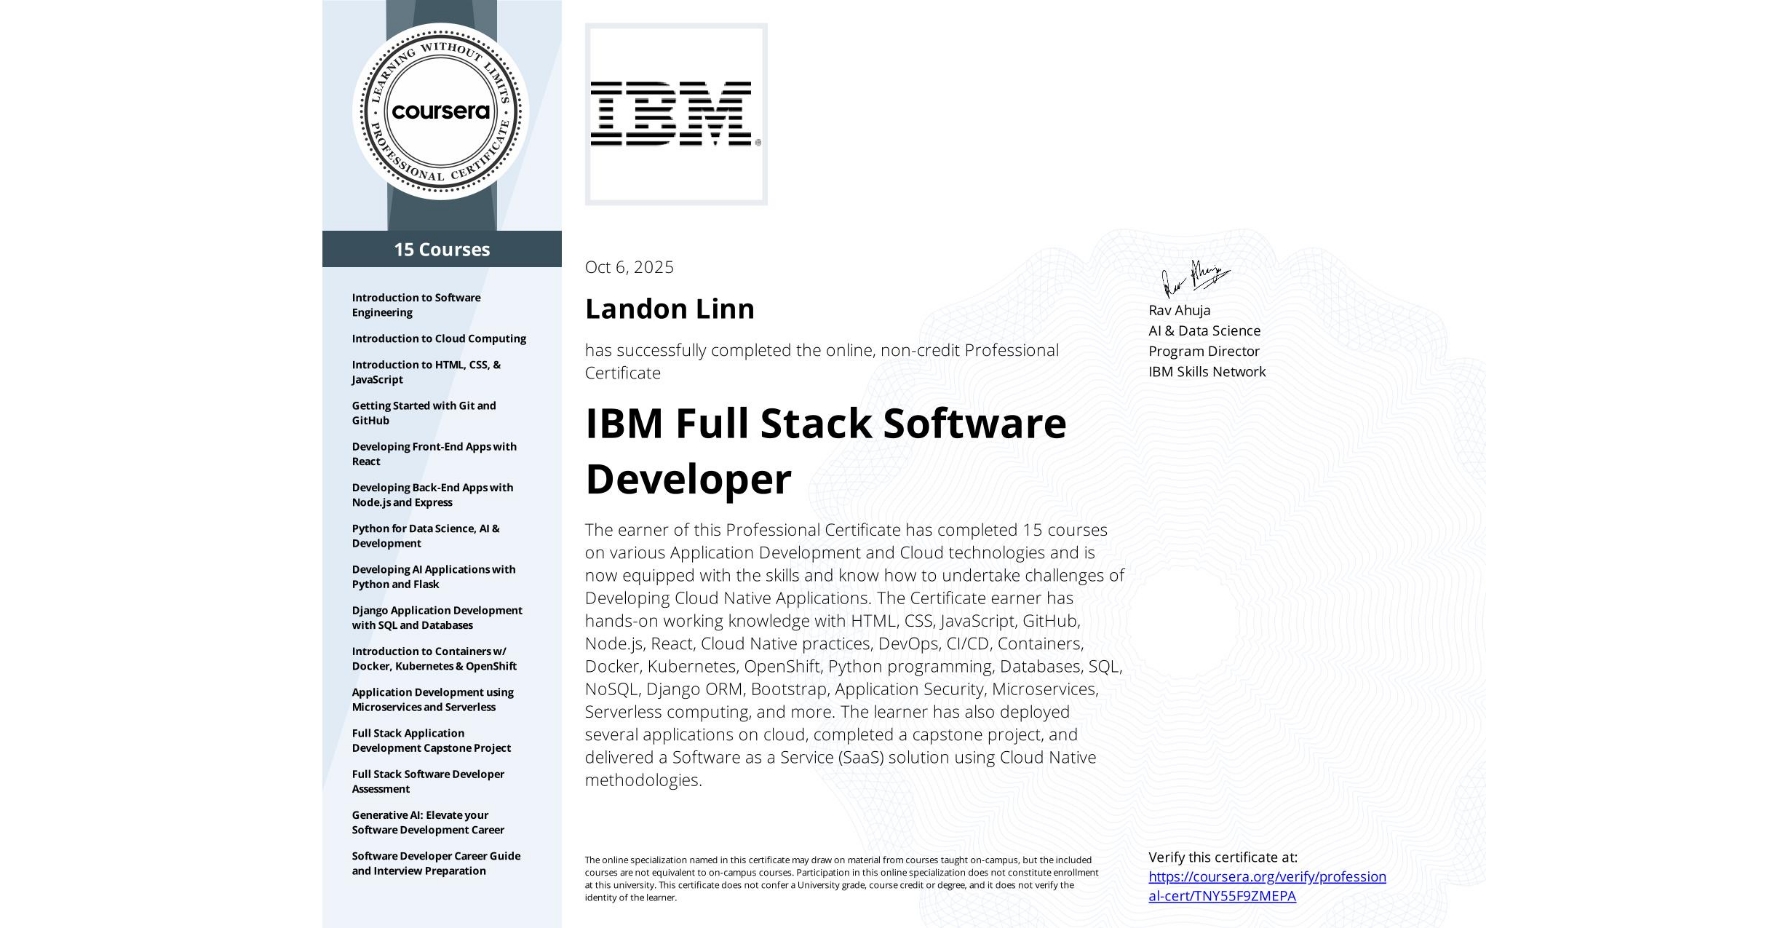 LEARNING WITHOUT LIMITS
coursera
PROFESSIONAL CERTIFICATE
15 Courses
Introduction to Software
Engineering
Introduction to Cloud Computing
Introduction to HTML, CSS, &
JavaScript
Getting Started with Git and
GitHub
Developing Front-End Apps with
React
Developing Back-End Apps with
Node.js and Express
Python for Data Science, AI &
Development
Developing AI Applications with
Python and Flask
Django Application Development
with SQL and Databases
Introduction to Containers w/
Docker, Kubernetes & OpenShift
Application Development using
Microservices and Serverless
Full Stack Application
Development Capstone Project
Full Stack Software Developer
Assessment
Generative AI: Elevate your
Software Development Career
Software Developer Career Guide
and Interview Preparation
IBM®
Oct 6, 2025
Landon Linn
has successfully completed the online, non-credit Professional
Certificate
IBM Full Stack Software
Developer
The earner of this Professional Certificate has completed 15 courses
on various Application Development and Cloud technologies and is
now equipped with the skills and know how to undertake challenges of
Developing Cloud Native Applications. The Certificate earner has
hands-on working knowledge with HTML, CSS, JavaScript, GitHub,
Node.js, React, Cloud Native practices, DevOps, CI/CD, Containers,
Docker, Kubernetes, OpenShift, Python programming, Databases, SQL,
NoSQL, Django ORM, Bootstrap, Application Security, Microservices,
Serverless computing, and more. The learner has also deployed
several applications on cloud, completed a capstone project, and
delivered a Software as a Service (SaaS) solution using Cloud Native
methodologies.
The online specialization named in this certificate may draw on material from courses taught on-campus, but the included
courses are not equivalent to on-campus courses. Participation in this online specialization does not constitute enrollment
at this university. This certificate does not confer a University grade, course credit or degree, and it does not verify the
identity of the learner.
Rav Ahuja
Rav Ahuja
AI & Data Science
Program Director
IBM Skills Network
Verify this certificate at:
https://coursera.org/verify/profession
al-cert/TNY55F9ZMEPA